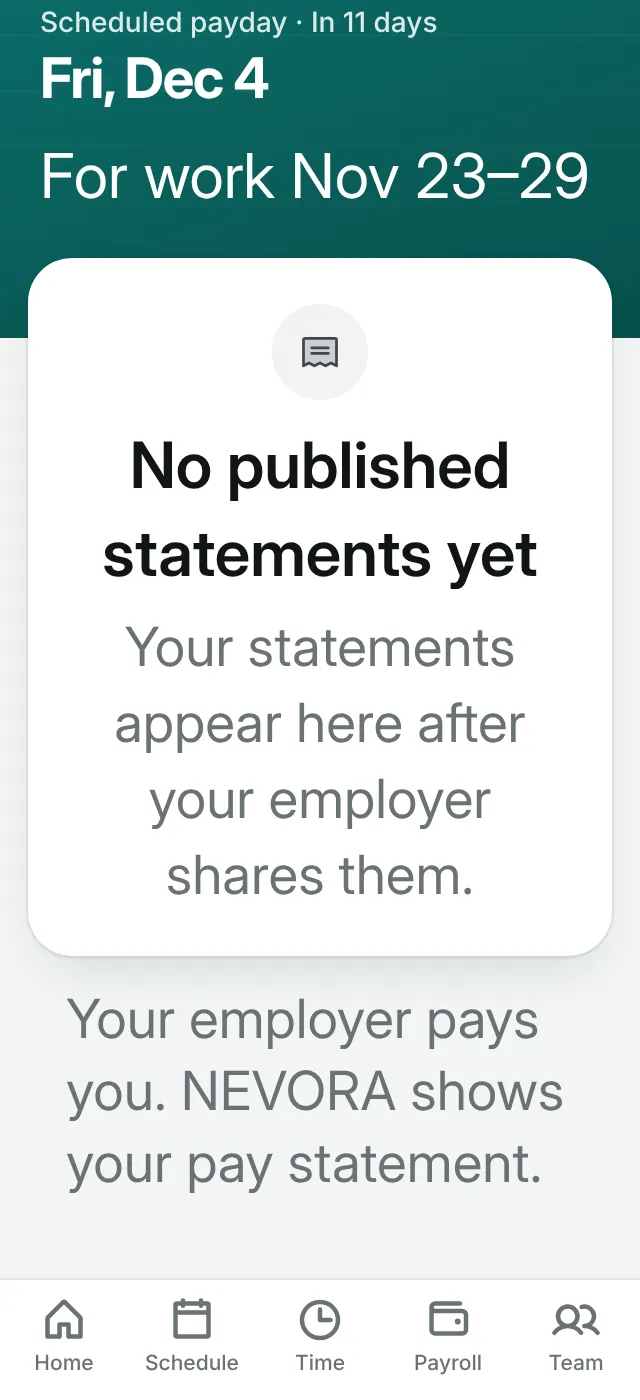 Scheduled payday · In 11 days
Fri, Dec 4
For work Nov 23–29
No published
statements yet
Your statements
appear here after
your employer
shares them.
Your employer pays
you. NEVORA shows
your pay statement.
Home
Schedule
Time
Payroll
Team